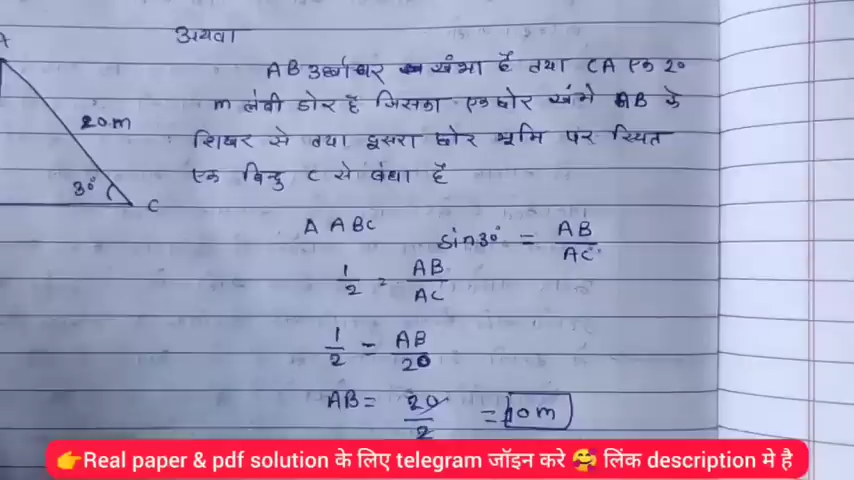 अथवा
A
AB उर्ध्वाधर खंभा है तथा CA एक 20
m लंबी डोर है जिसका एक छोर खंभे AB के
20m
शिखर से तथा दूसरा छोर भूमि पर स्थित
एक बिन्दु C से बंधा है
30°
C
A ABC
sin30° = AB/AC
1/2 = AB/AC
1/2 = AB/20
AB = 20/2 = 10m
👉Real paper & pdf solution के लिए telegram जॉइन करे 🥰 लिंक description मे है